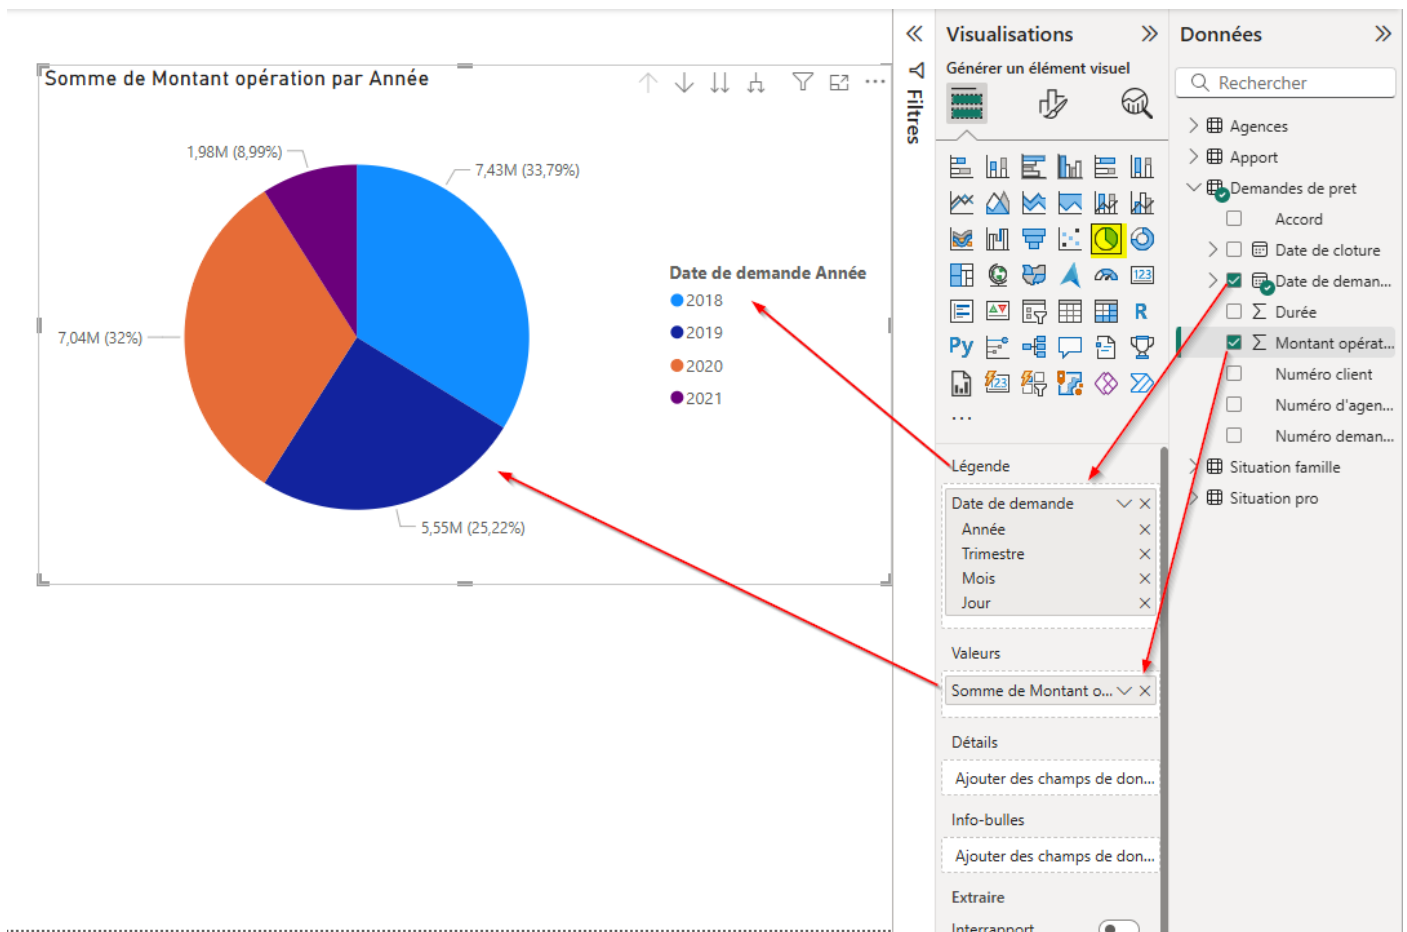 Somme de Montant opération par Année
1,98M (8,99%)
7,43M (33,79%)
7,04M (32%)
5,55M (25,22%)
Date de demande Année
2018
2019
2020
2021
Filtres
Visualisations
Générer un élément visuel
123
R
Py
123
...
Légende
Date de demande
Année
Trimestre
Mois
Jour
Valeurs
Somme de Montant o...
Détails
Ajouter des champs de don...
Info-bulles
Ajouter des champs de don...
Extraire
Interrapport
Données
Rechercher
Agences
Apport
Demandes de pret
Accord
Date de cloture
Date de deman...
Durée
Montant opérat...
Numéro client
Numéro d'agen...
Numéro deman...
Situation famille
Situation pro